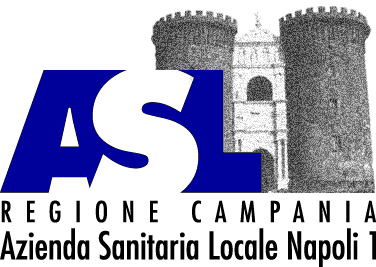 ASL
REGIONE CAMPANIA
Azienda Sanitaria Locale Napoli 1